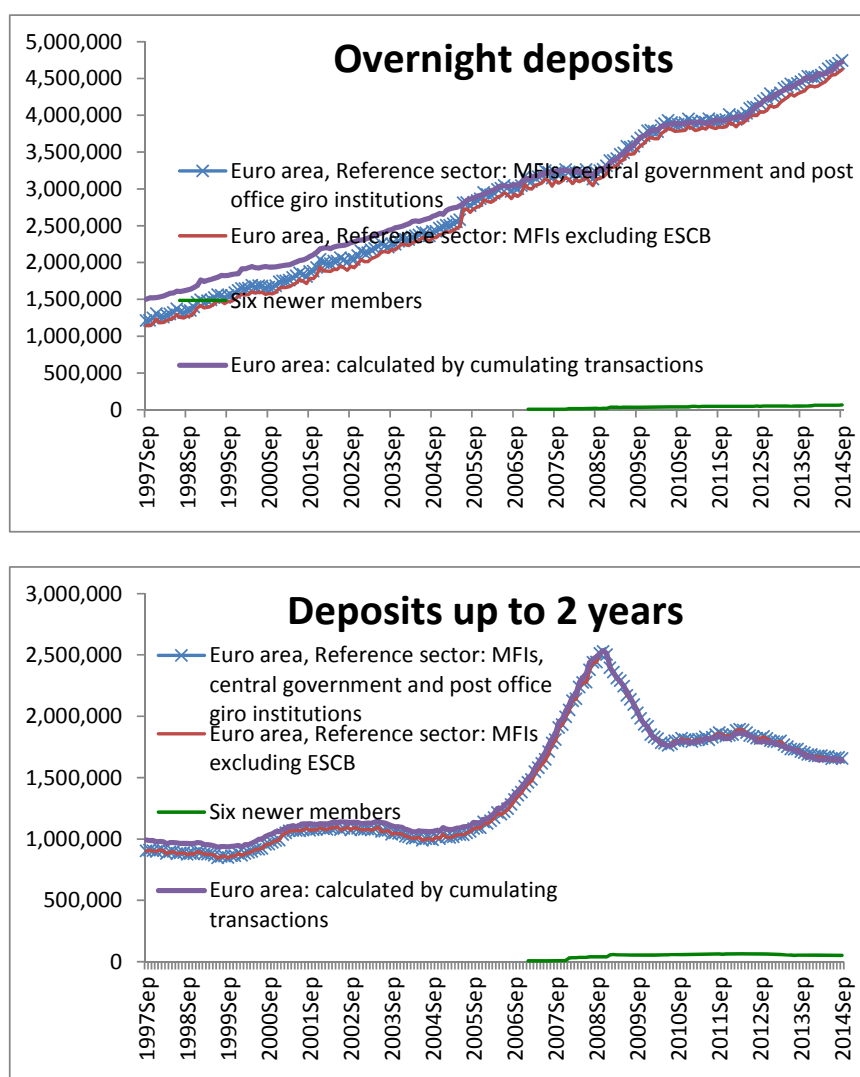 Overnight deposits
5,000,000
4,500,000
4,000,000
3,500,000
3,000,000
2,500,000
2,000,000
1,500,000
1,000,000
500,000
0
Euro area, Reference sector: MFIs, central government and post
office giro institutions
Euro area, Reference sector: MFIs excluding ESCB
Six newer members
Euro area: calculated by cumulating transactions
1997Sep
1998Sep
1999Sep
2000Sep
2001Sep
2002Sep
2003Sep
2004Sep
2005Sep
2006Sep
2007Sep
2008Sep
2009Sep
2010Sep
2011Sep
2012Sep
2013Sep
2014Sep
Deposits up to 2 years
3,000,000
2,500,000
2,000,000
1,500,000
1,000,000
500,000
0
Euro area, Reference sector: MFIs,
central government and post office
giro institutions
Euro area, Reference sector: MFIs
excluding ESCB
Six newer members
Euro area: calculated by cumulating
transactions
1997Sep
1998Sep
1999Sep
2000Sep
2001Sep
2002Sep
2003Sep
2004Sep
2005Sep
2006Sep
2007Sep
2008Sep
2009Sep
2010Sep
2011Sep
2012Sep
2013Sep
2014Sep